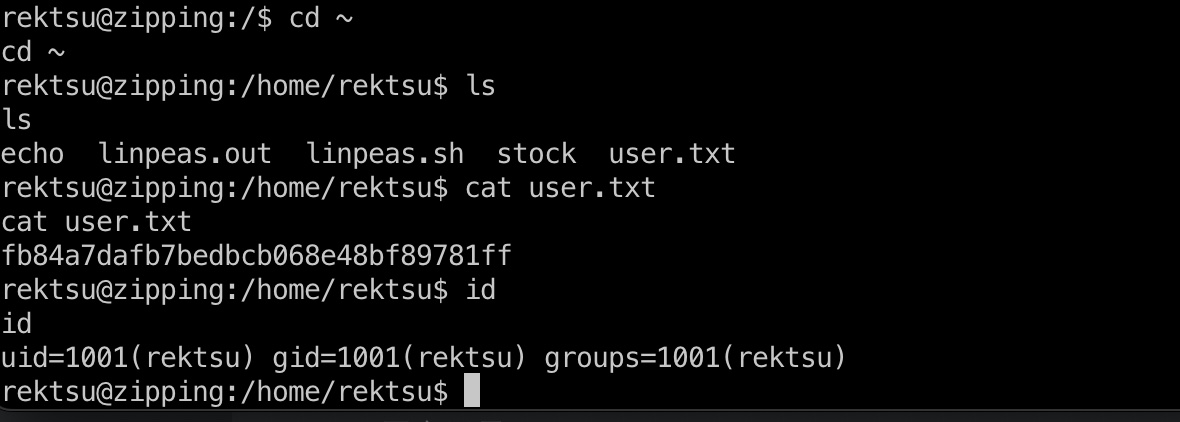 rektsu@zipping:/$ cd ~
cd ~
rektsu@zipping:/home/rektsu$ ls
ls
echo  linpeas.out  linpeas.sh  stock  user.txt
rektsu@zipping:/home/rektsu$ cat user.txt
cat user.txt
fb84a7dafb7bedbcb068e48bf89781ff
rektsu@zipping:/home/rektsu$ id
id
uid=1001(rektsu) gid=1001(rektsu) groups=1001(rektsu)
rektsu@zipping:/home/rektsu$